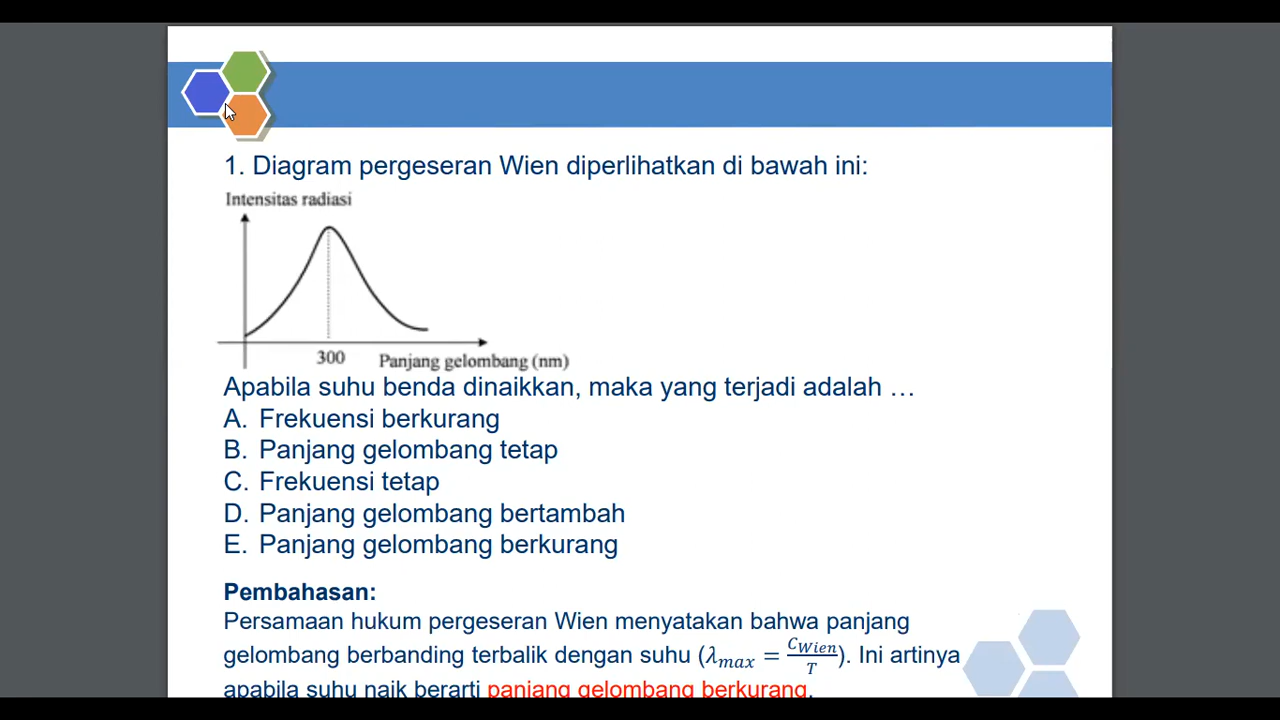 1. Diagram pergeseran Wien diperlihatkan di bawah ini:
Intensitas radiasi
300
Panjang gelombang (nm)
Apabila suhu benda dinaikkan, maka yang terjadi adalah …
A. Frekuensi berkurang
B. Panjang gelombang tetap
C. Frekuensi tetap
D. Panjang gelombang bertambah
E. Panjang gelombang berkurang
Pembahasan:
Persamaan hukum pergeseran Wien menyatakan bahwa panjang
gelombang berbanding terbalik dengan suhu (λ_max = C_Wien/T). Ini artinya
apabila suhu naik berarti panjang gelombang berkurang.